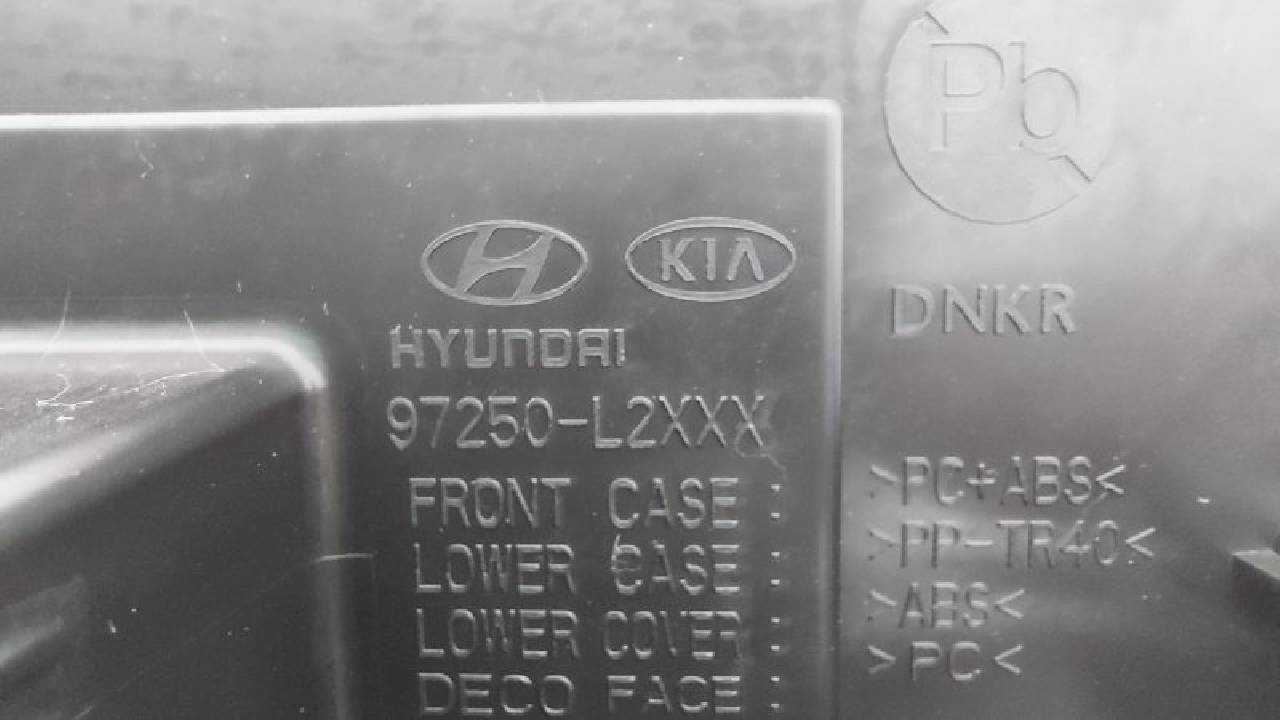 Pb
KIA
HYUNDAI
DNKR
97250-L2XXX
FRONT CASE : >PC+ABS<
LOWER CASE : >PP-TR40<
LOWER COVER : >ABS<
DECO FACE : >PC<